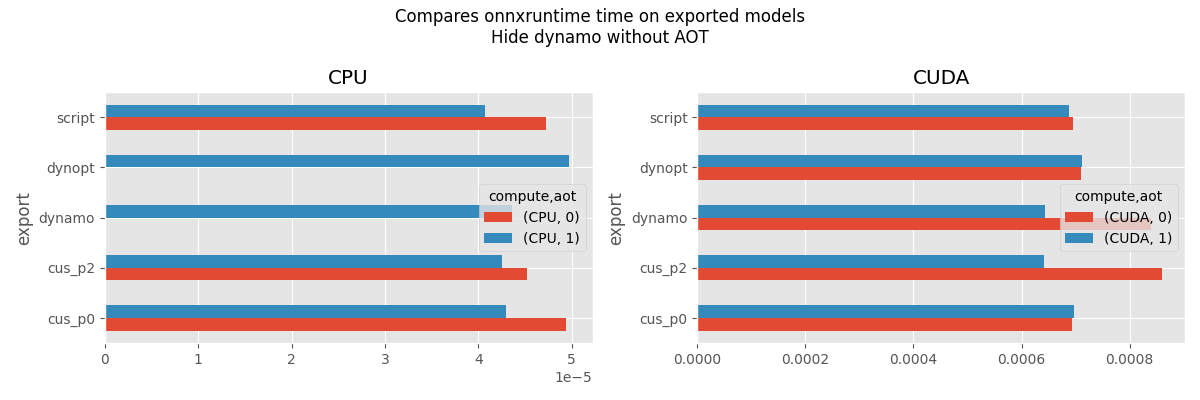 Compares onnxruntime time on exported models
Hide dynamo without AOT
CPU
export
script
dynopt
dynamo
cus_p2
cus_p0
compute,aot
(CPU, 0)
(CPU, 1)
0 1 2 3 4 5
1e−5
CUDA
export
script
dynopt
dynamo
cus_p2
cus_p0
compute,aot
(CUDA, 0)
(CUDA, 1)
0.0000 0.0002 0.0004 0.0006 0.0008